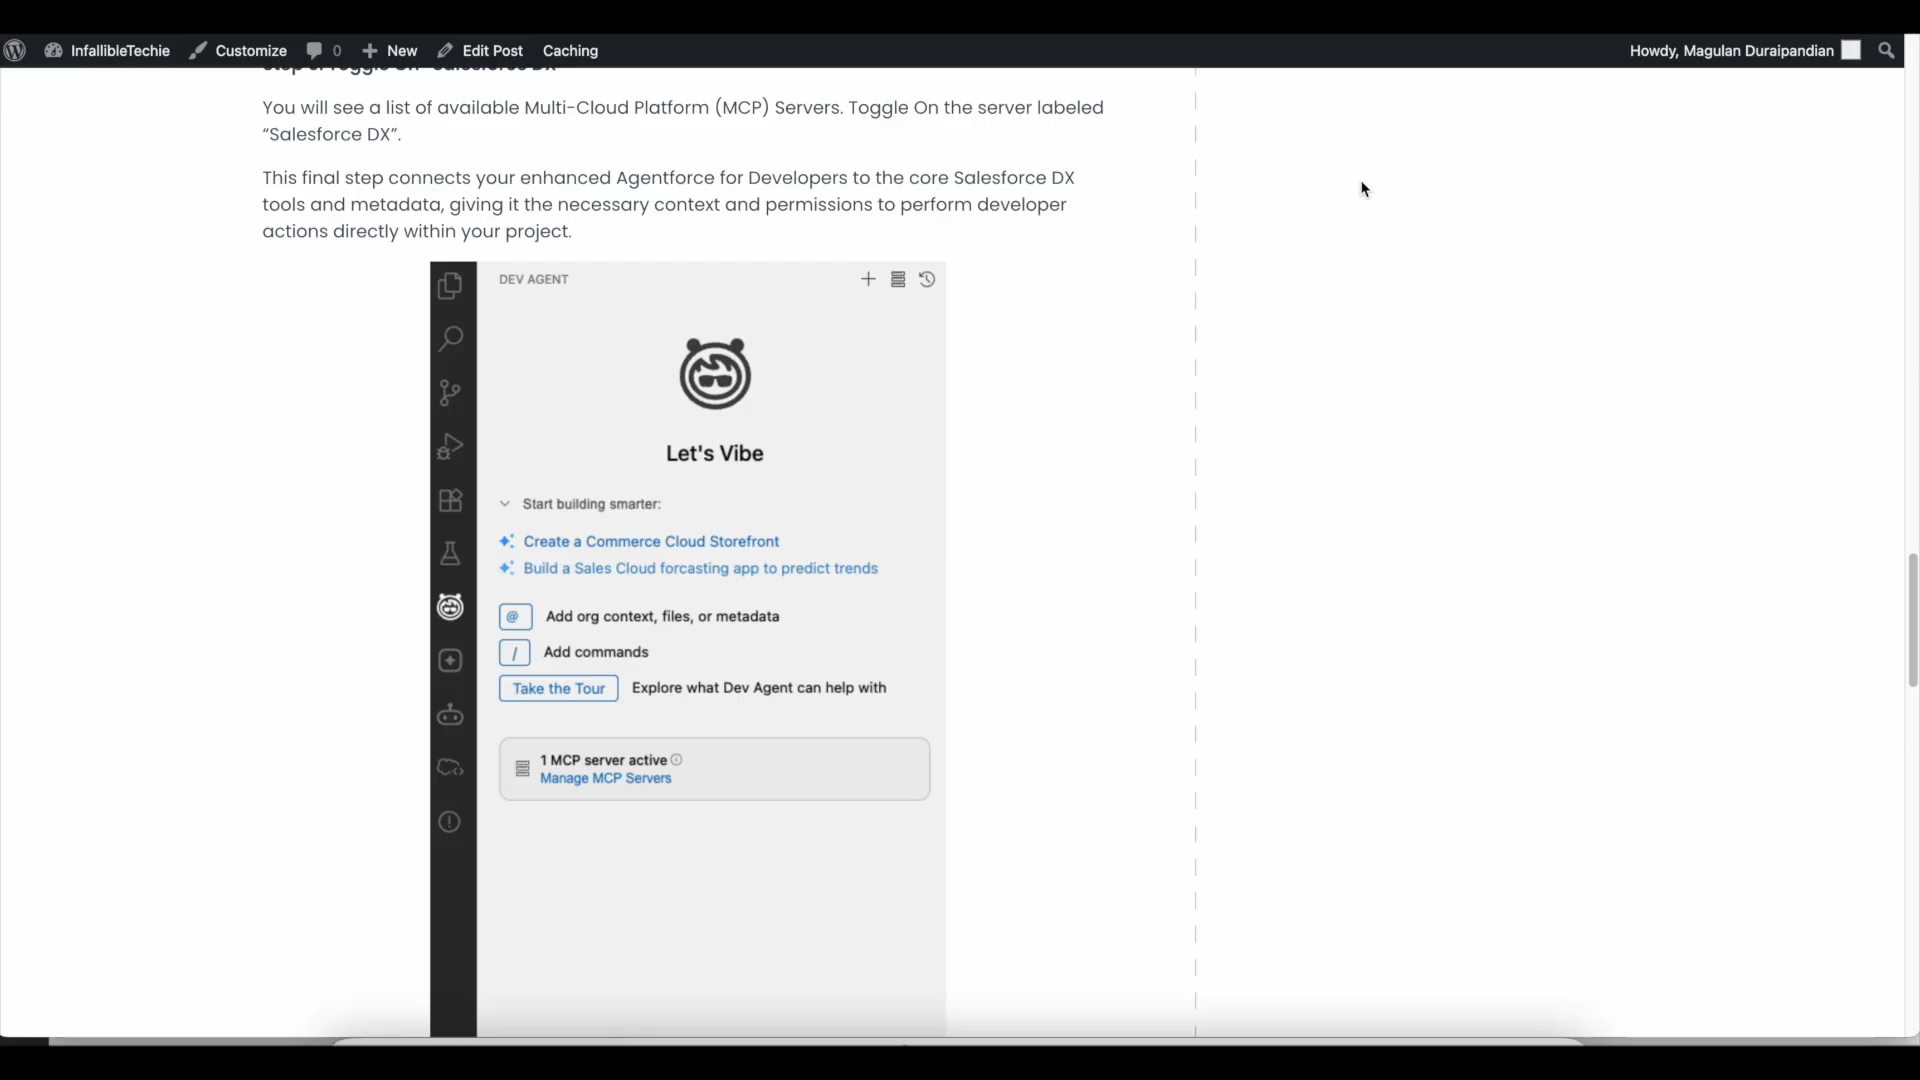 InfallibleTechie Customize 0 New Edit Post Caching Howdy, Magulan Duraipandian
You will see a list of available Multi-Cloud Platform (MCP) Servers. Toggle On the server labeled
“Salesforce DX”.
This final step connects your enhanced Agentforce for Developers to the core Salesforce DX
tools and metadata, giving it the necessary context and permissions to perform developer
actions directly within your project.
DEV AGENT
Let's Vibe
Start building smarter:
Create a Commerce Cloud Storefront
Build a Sales Cloud forcasting app to predict trends
@ Add org context, files, or metadata
/ Add commands
Take the Tour Explore what Dev Agent can help with
1 MCP server active
Manage MCP Servers